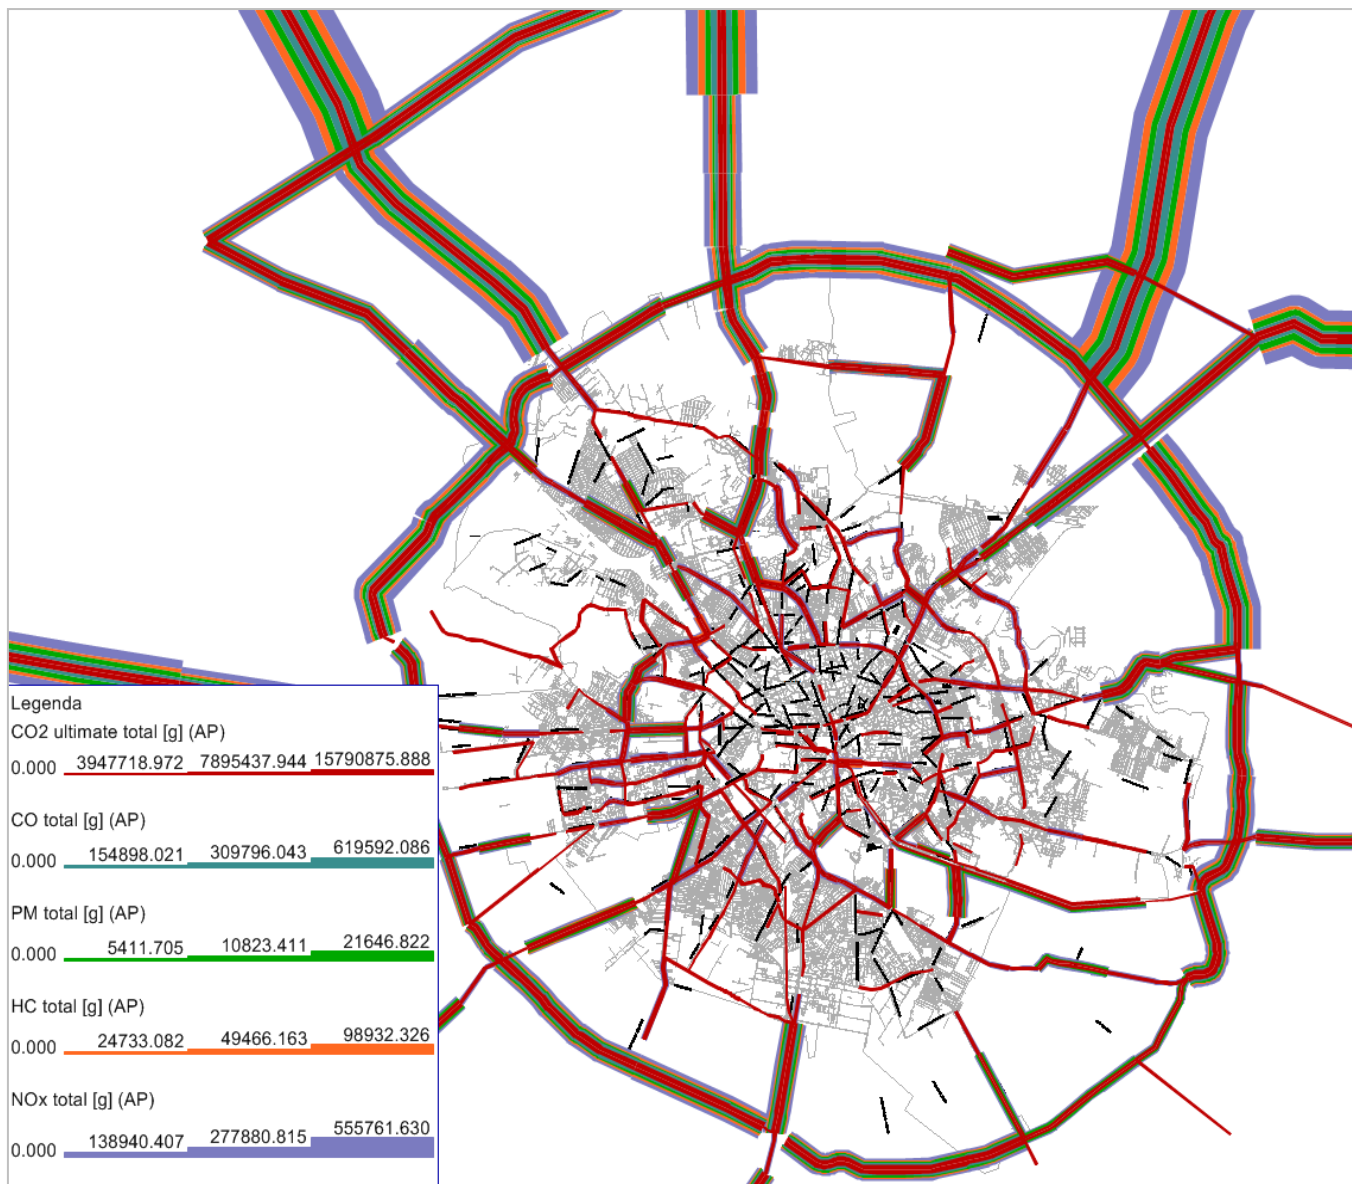 Legenda
CO2 ultimate total [g] (AP)
0.000 3947718.972 7895437.944 15790875.888
CO total [g] (AP)
0.000 154898.021 309796.043 619592.086
PM total [g] (AP)
0.000 5411.705 10823.411 21646.822
HC total [g] (AP)
0.000 24733.082 49466.163 98932.326
NOx total [g] (AP)
0.000 138940.407 277880.815 555761.630